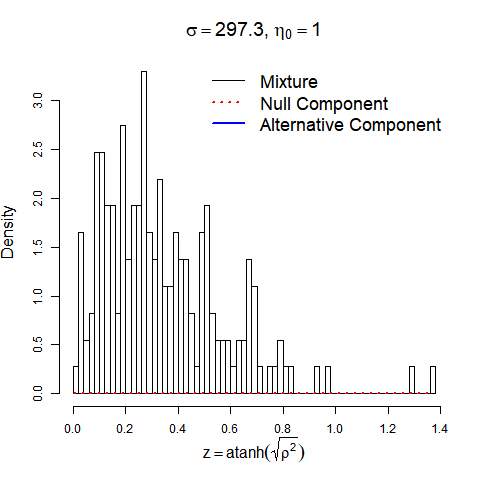 σ = 297.3, η₀ = 1
Mixture
Null Component
Alternative Component
Density
3.0
2.5
2.0
1.5
1.0
0.5
0.0
0.0 0.2 0.4 0.6 0.8 1.0 1.2 1.4
z = atanh(√ρ²)